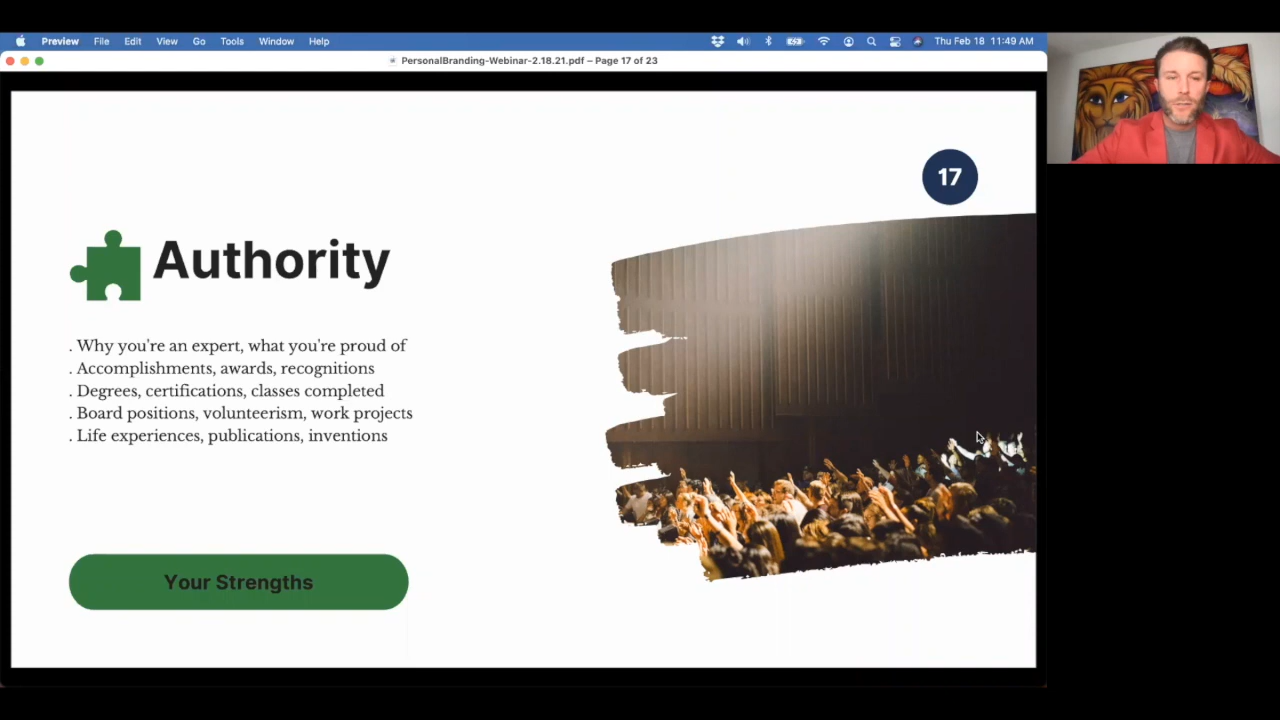 Preview File Edit View Go Tools Window Help Thu Feb 18 11:49 AM
PersonalBranding-Webinar-2.18.21.pdf – Page 17 of 23
17
Authority
. Why you're an expert, what you're proud of
. Accomplishments, awards, recognitions
. Degrees, certifications, classes completed
. Board positions, volunteerism, work projects
. Life experiences, publications, inventions
Your Strengths